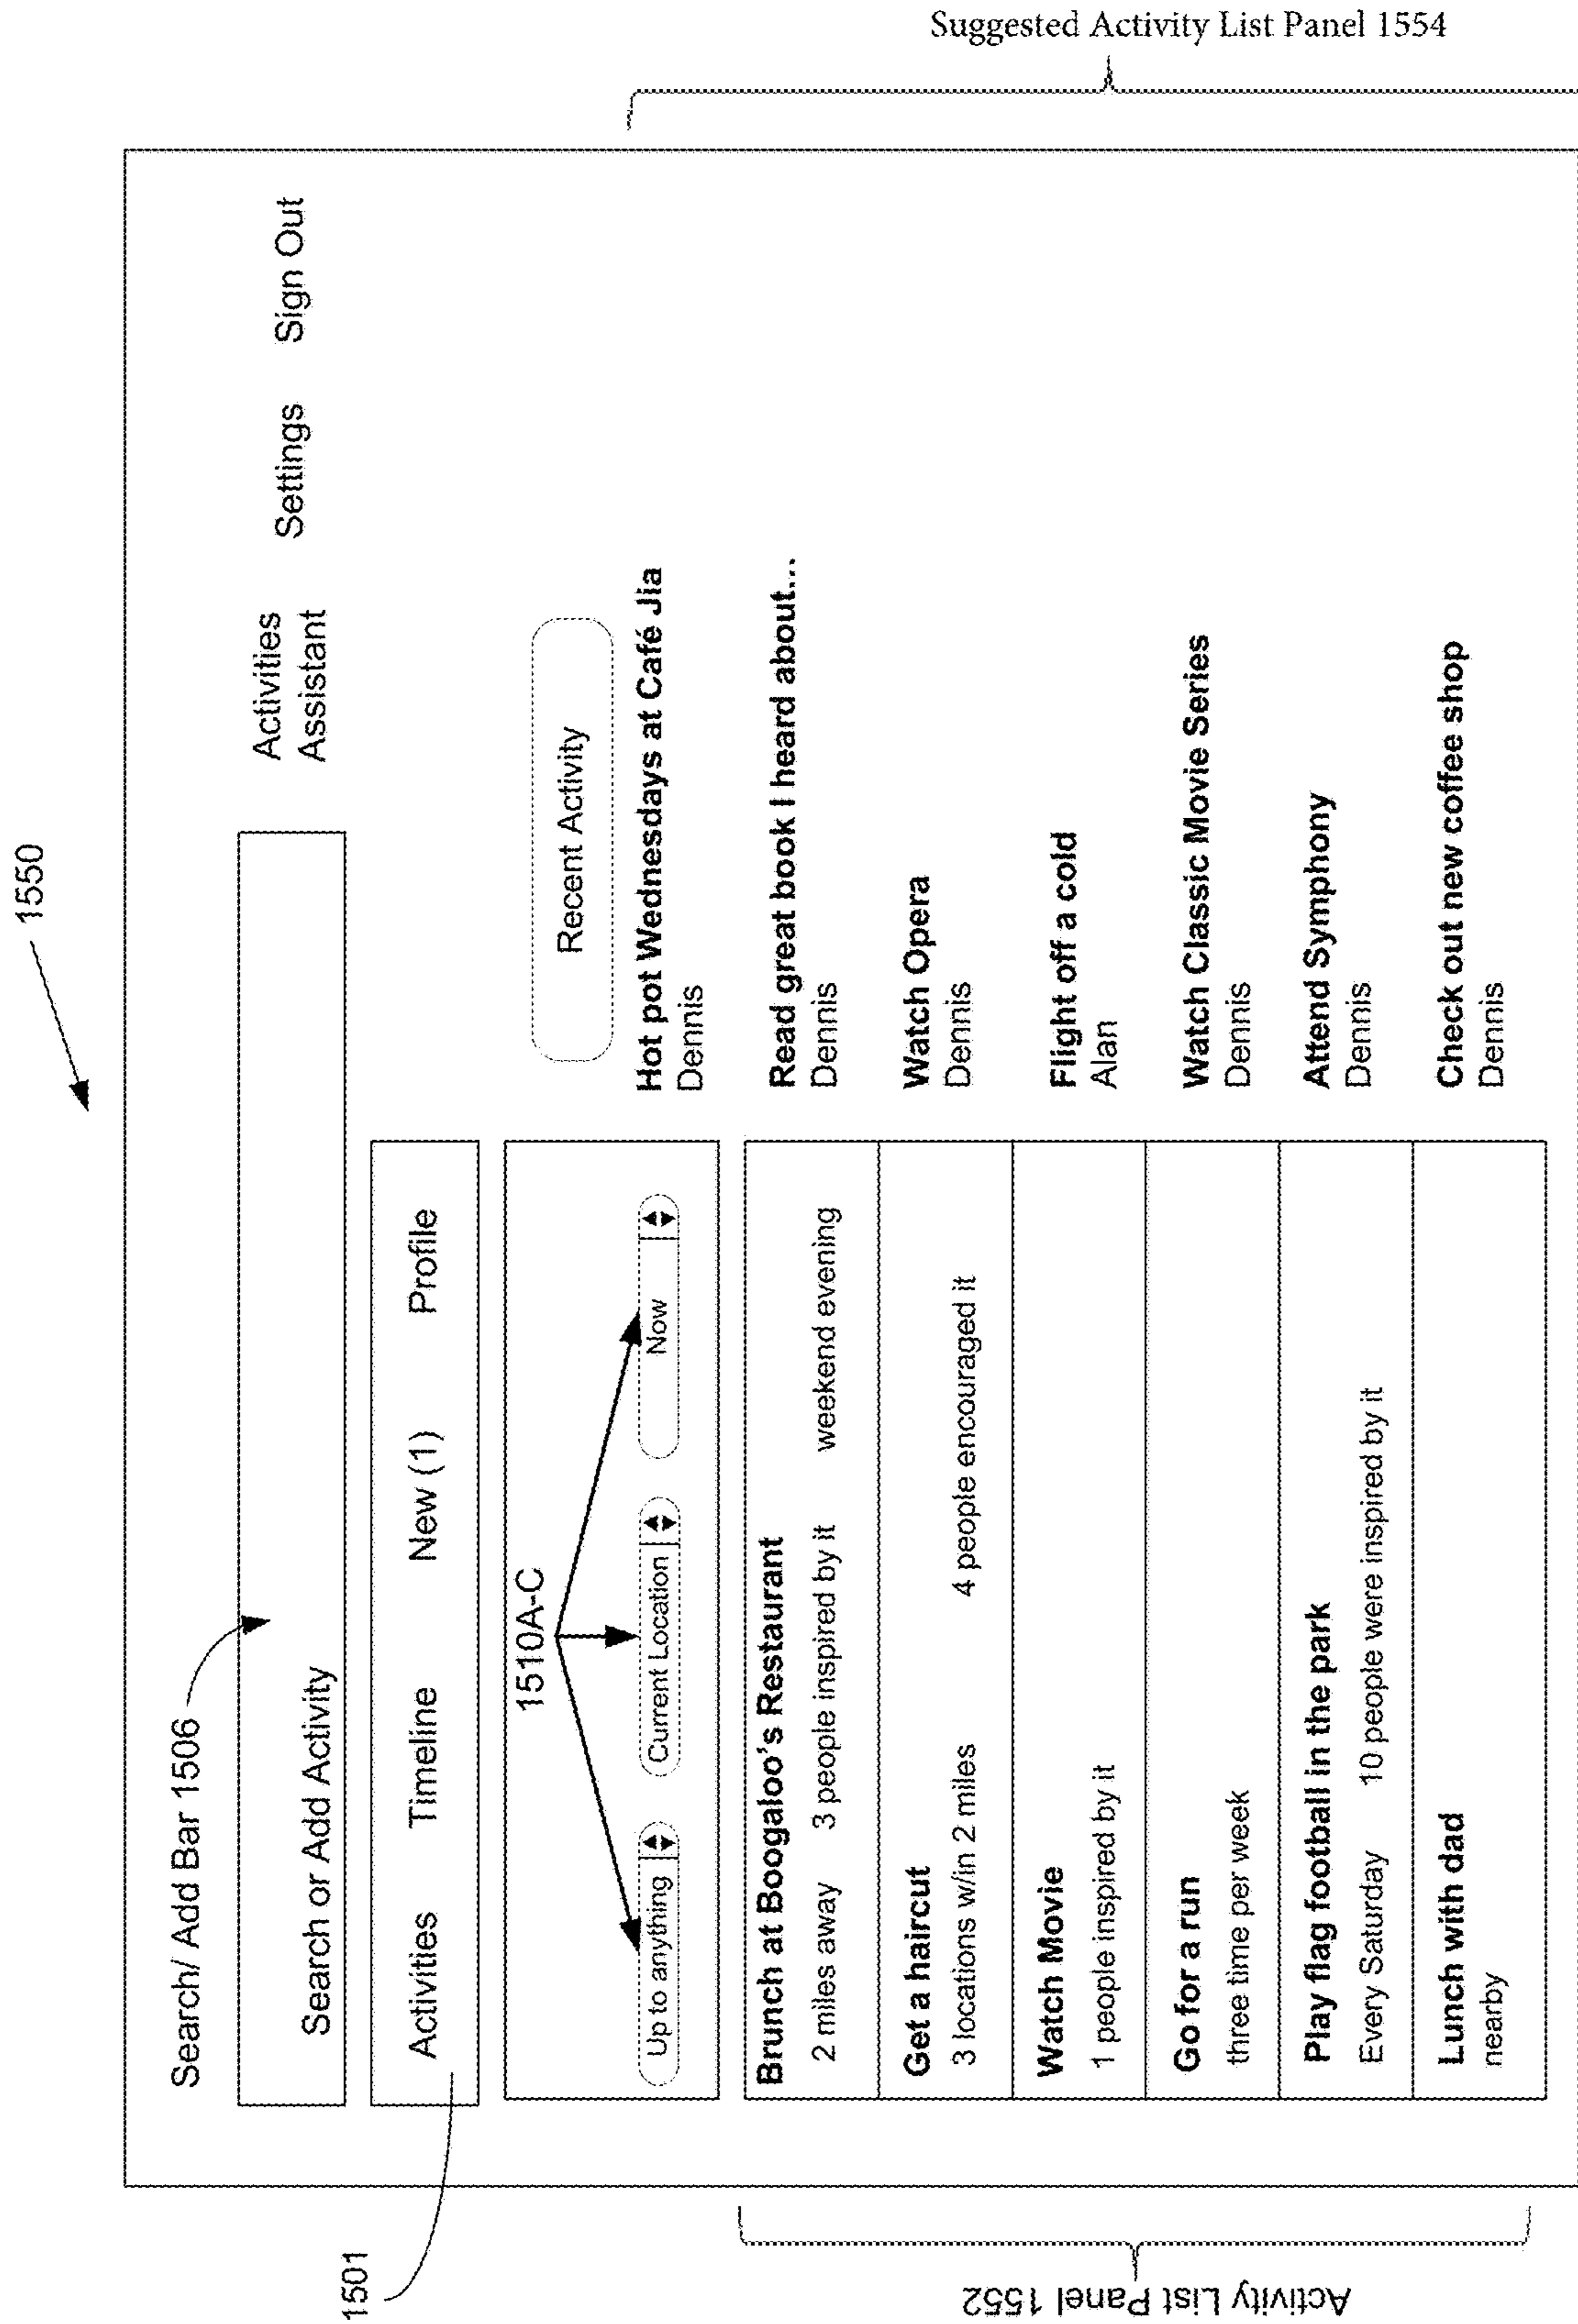 1550
Search/ Add Bar 1506
Search or Add Activity
Activities
Assistant
Settings
Sign Out
1501
Activities
Timeline
New (1)
Profile
1510A-C
Up to anything
Current Location
Now
Recent Activity
Activity List Panel 1552
Brunch at Boogaloo's Restaurant
2 miles away 3 people inspired by it weekend evening
Get a haircut
3 locations w/in 2 miles 4 people encouraged it
Watch Movie
1 people inspired by it
Go for a run
three time per week
Play flag football in the park
Every Saturday 10 people were inspired by it
Lunch with dad
nearby
Suggested Activity List Panel 1554
Hot pot Wednesdays at Café Jia
Dennis
Read great book I heard about...
Dennis
Watch Opera
Dennis
Flight off a cold
Alan
Watch Classic Movie Series
Dennis
Attend Symphony
Dennis
Check out new coffee shop
Dennis